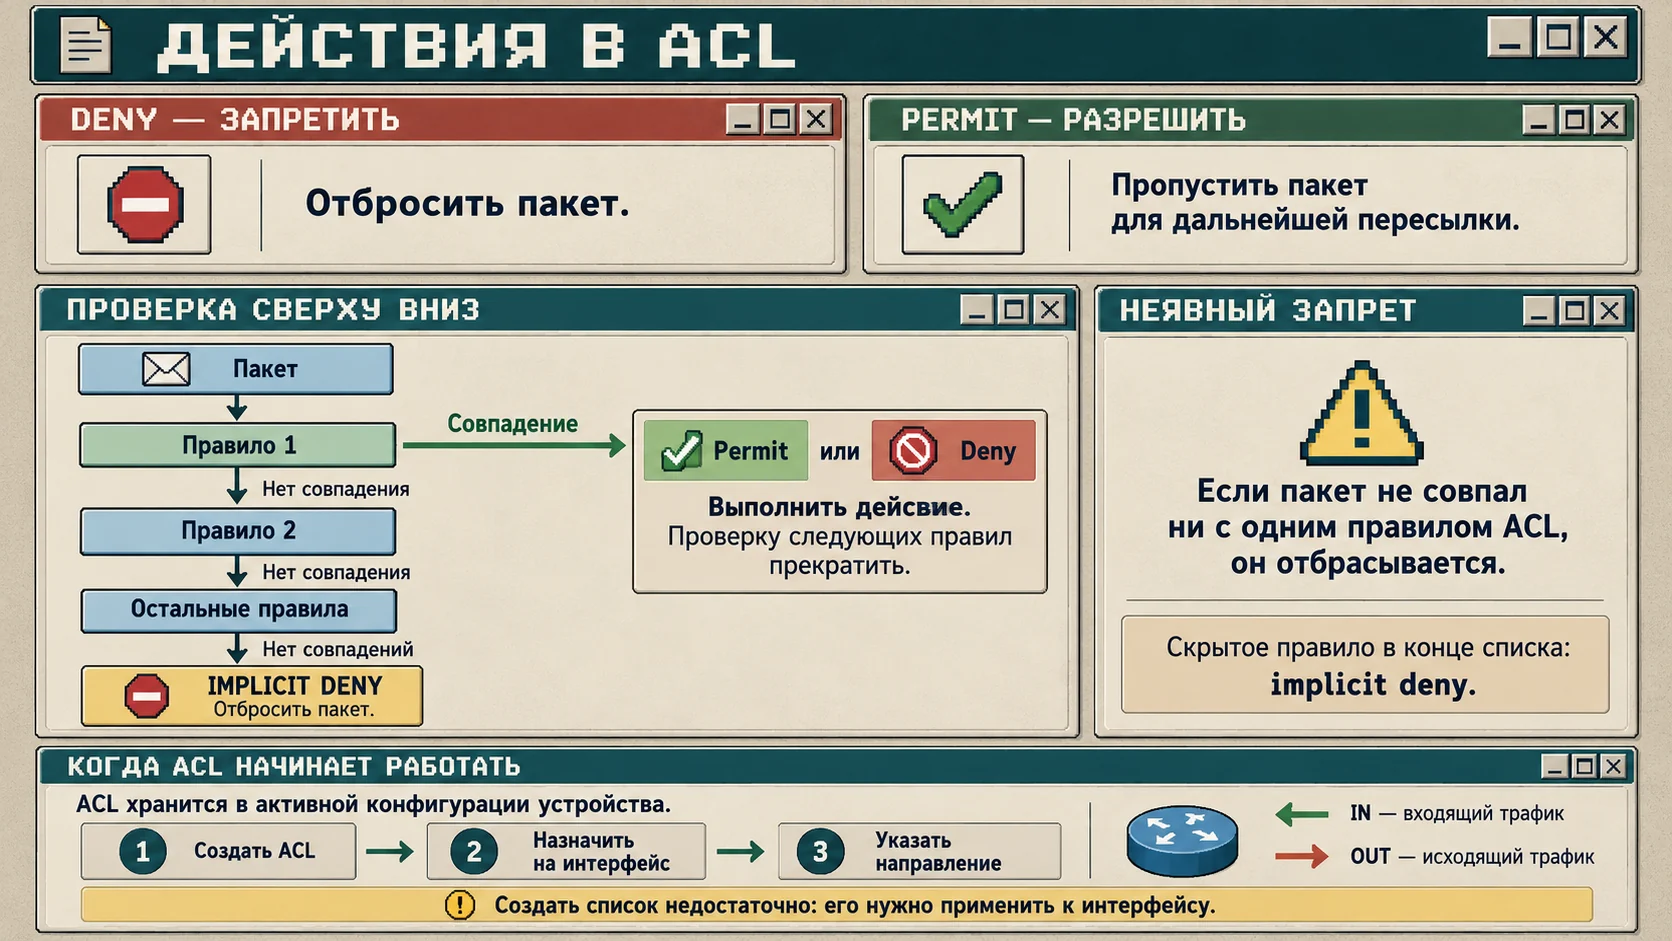 ДЕЙСТВИЯ В ACL
DENY — ЗАПРЕТИТЬ
Отбросить пакет.
PERMIT — РАЗРЕШИТЬ
Пропустить пакет
для дальнейшей пересылки.
ПРОВЕРКА СВЕРХУ ВНИЗ
Пакет
Правило 1
Нет совпадения
Правило 2
Нет совпадения
Остальные правила
Нет совпадений
IMPLICIT DENY
Отбросить пакет.
Совпадение
Permit или Deny
Выполнить дейсвие.
Проверку следующих правил
прекратить.
НЕЯВНЫЙ ЗАПРЕТ
Если пакет не совпал
ни с одним правилом ACL,
он отбрасывается.
Скрытое правило в конце списка:
implicit deny.
КОГДА ACL НАЧИНАЕТ РАБОТАТЬ
ACL хранится в активной конфигурации устройства.
1 Создать ACL
2 Назначить
на интерфейс
3 Указать
направление
IN — входящий трафик
OUT — исходящий трафик
Создать список недостаточно: его нужно применить к интерфейсу.